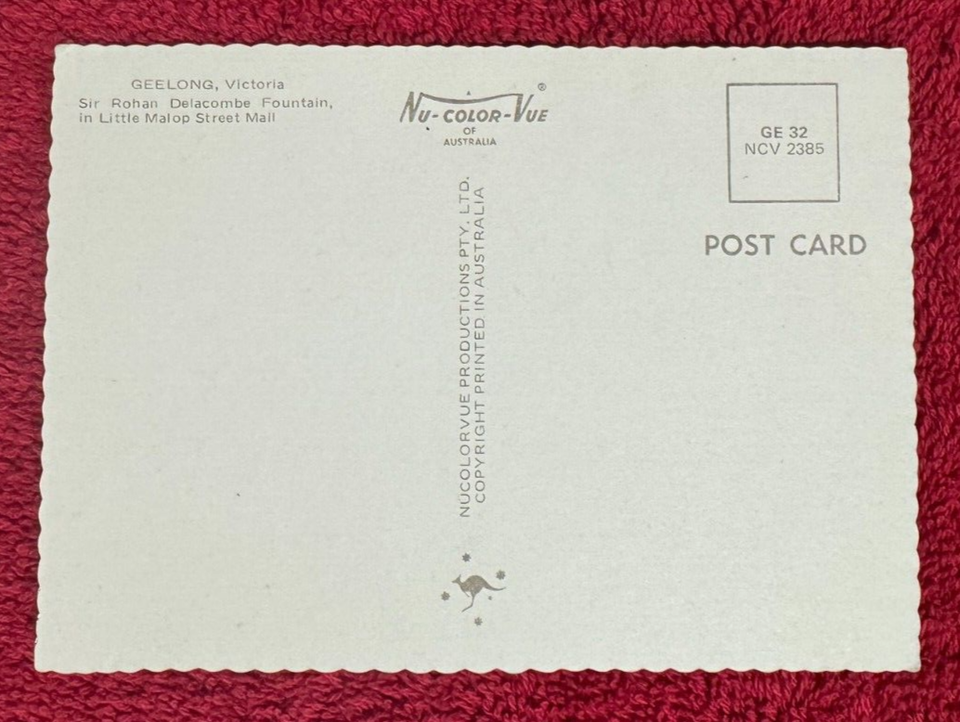 GEELONG, Victoria
Sir Rohan Delacombe Fountain,
in Little Malop Street Mall
A
NU-COLOR-VUE®
OF
AUSTRALIA
GE 32
NCV 2385
POST CARD
NUCOLORVUE PRODUCTIONS PTY. LTD.
COPYRIGHT PRINTED IN AUSTRALIA